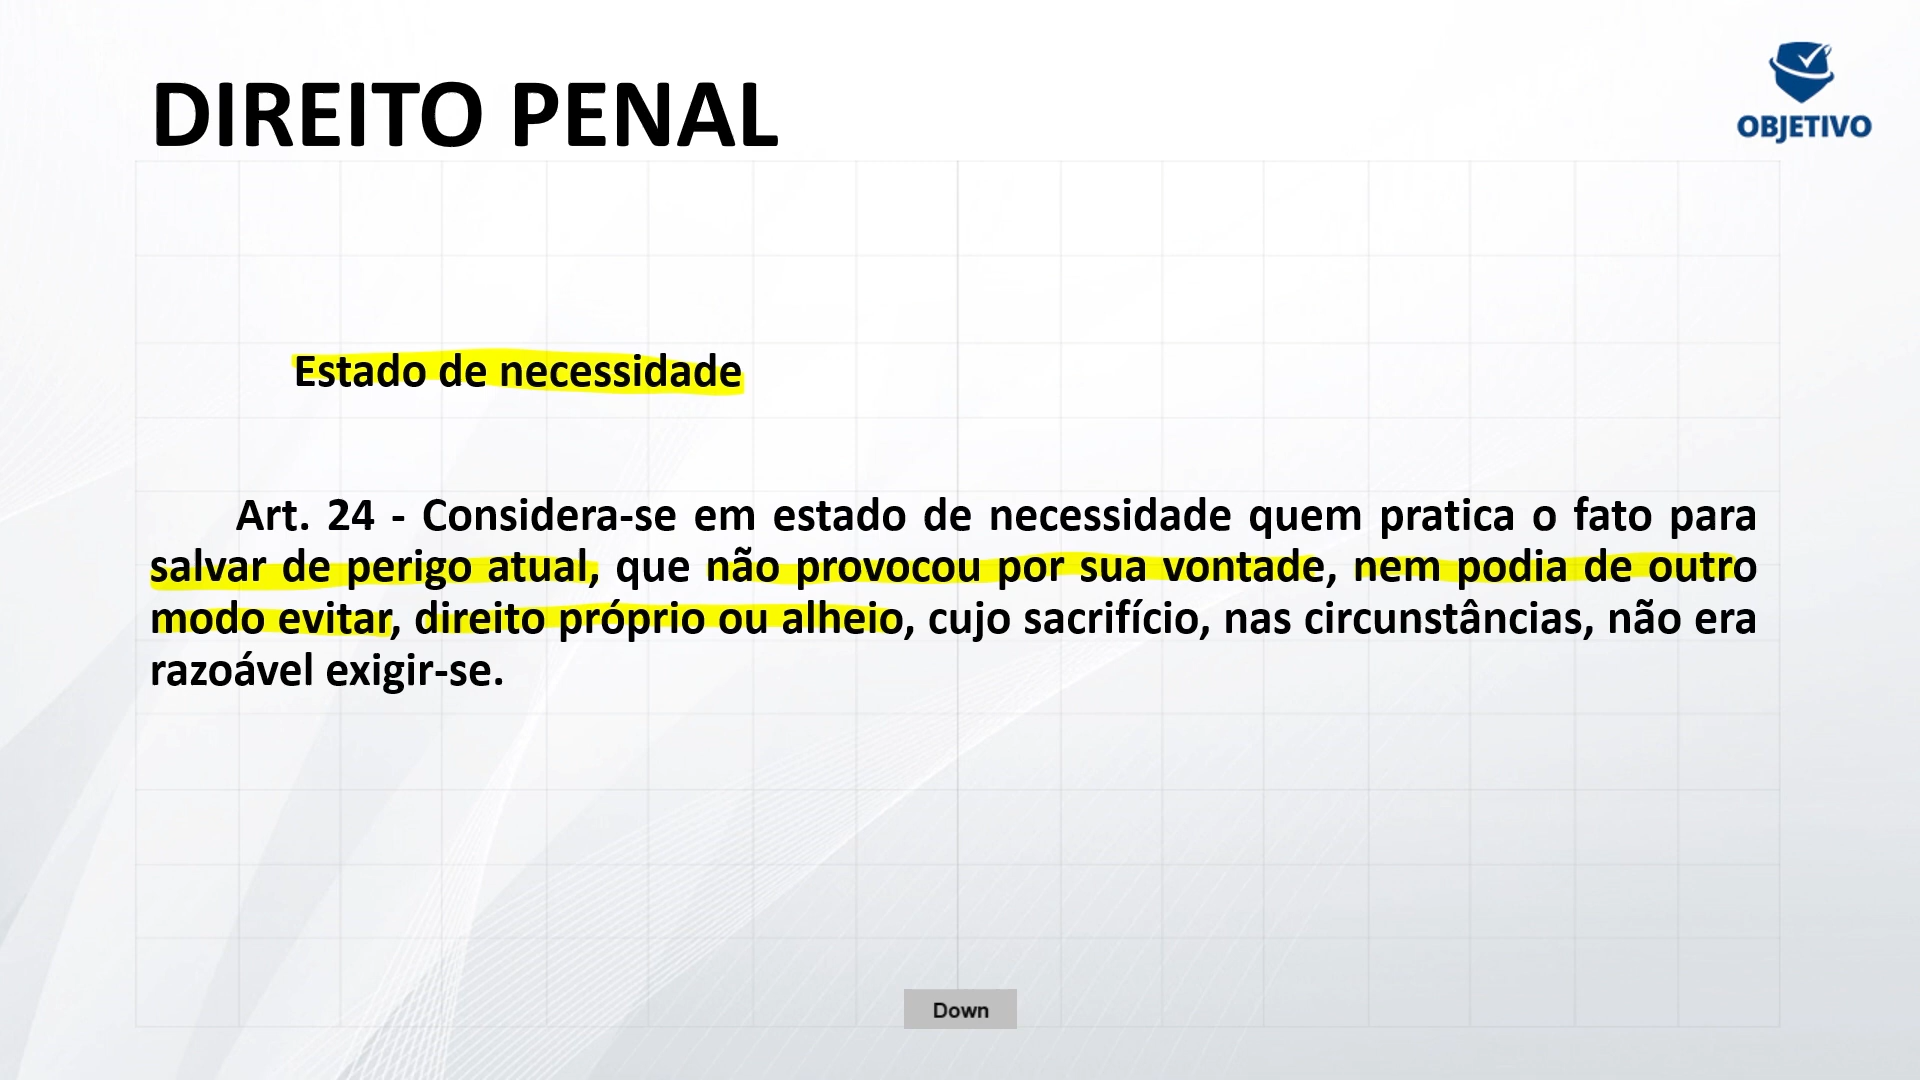 DIREITO PENAL
OBJETIVO
Estado de necessidade
Art. 24 - Considera-se em estado de necessidade quem pratica o fato para
salvar de perigo atual, que não provocou por sua vontade, nem podia de outro
modo evitar, direito próprio ou alheio, cujo sacrifício, nas circunstâncias, não era
razoável exigir-se.
Down